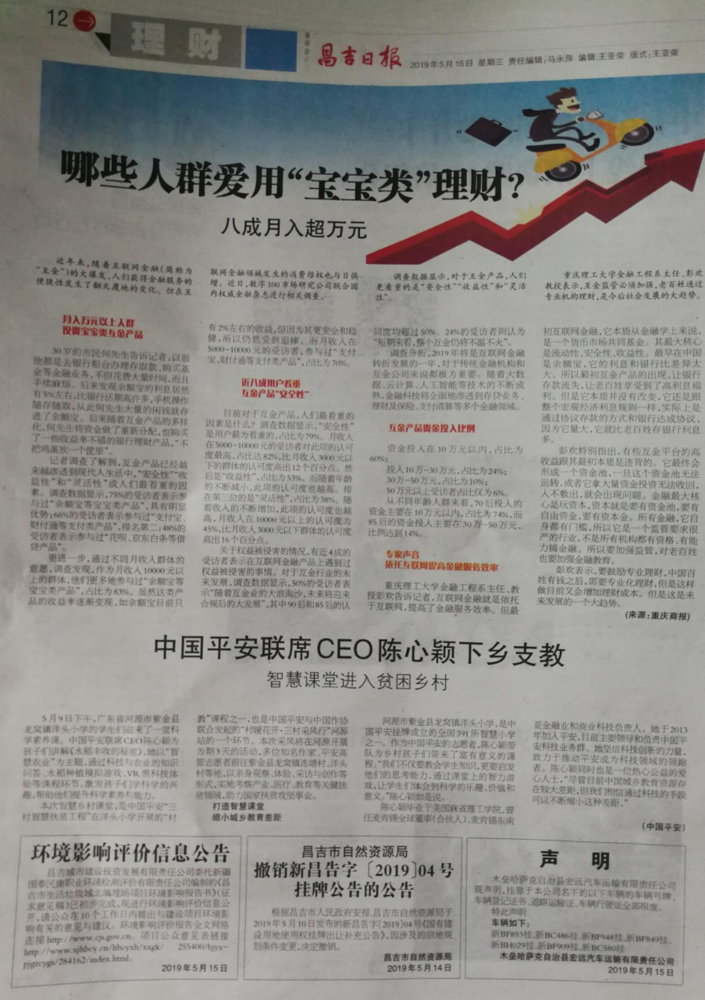 12
理财
昌吉日报
2019年5月15日 星期三 责任编辑:马永萍 编辑:王亚荣 版式:王亚荣
哪些人群爱用“宝宝类”理财?
八成月入超万元
近年来,随着互联网金融(简称为
“互金”)的大爆发,人们获得金融服务的
便捷性发生了翻天覆地的变化。但在互
联网金融领域发生的消费维权也与日俱
增。近日,数字100市场研究公司联合国
内权威金融杂志进行相关调查。
调查数据显示,对于互金产品,人们
更看重的是“安全性”“收益性”和“灵活
性”。
重庆理工大学金融工程系主任、彭欢
教授表示,互金监管必须加强,老百姓通过
专业机构理财,是今后社会发展的大趋势。
月入万元以上人群
投资宝宝类互金产品
30岁的市民何先生告诉记者,以前
他都是去银行柜台办理存取款、购买基
金等金融业务,不但花费大量时间,而且
手续麻烦。后来发现余额宝的利息居然
有5%左右,比银行活期高许多,手机操作
随存随取,从此何先生大量的闲钱就存
进了余额宝。后来随着互金产品的多样
化,何先生将资金做了重新分配,也购买
了一些收益率不错的银行理财产品,“不
把鸡蛋放一个筐里”。
记者调查了解到,互金产品已经越
来越渗透到现代人生活中,“安全性”“收
益性”和“灵活性”成人们最看重的因
素。调查数据显示,75%的受访者表示参
与过“余额宝等宝宝类产品”,具有明显
优势;66%的受访者表示参与过“支付宝、
财付通等支付类产品”,排名第二;48%的
受访者表示参与过“花呗、京东白条等借
贷产品”。
更进一步,通过不同月收入群体的
意愿,调查发现,作为月收入10000元以
上的群体,他们更多地参与过“余额宝等
宝宝类产品”,占比为83%。虽然这类产
品的收益率逐渐变现,如余额宝目前只
有2%左右的收益,但因为其更安全和稳
健,所以仍然受到追捧。而月收入在
5000-10000元的受访者,参与过“支付
宝、财付通等支付类产品”,占比为70%。
近八成用户看重
互金产品“安全性”
目前对于互金产品,人们最看重的
因素是什么?调查数据显示,“安全性”
是用户最为看重的,占比为79%。月收入
在5000-10000元的受访者对此项的认可
度最高,占比达82%,比月收入3000元以
下的群体的认可度高出12个百分点。然
后是“收益性”,占比为53%。而随着年龄
的不断减小,此项的认可度也越高。排
在第三位的是“灵活性”,占比为38%。随
着收入的不断增加,此项的认可度也越
高,月收入在10000元以上的认可度为
45%,比月收入3000元以下群体的认可度
高出16个百分点。
关于权益被侵害的情况,有近4成的
受访者表示在互联网金融产品上遇到过
权益被侵害的事情。对于互金行业的未
来发展,调查数据显示,50%的受访者表
示“随着互金业的大浪淘沙,未来将迎来
合规后的大发展”,其中90后和85后的认
同度均超过50%。24%的受访者则认为
“短期来看,整个互金仍将不温不火”。
调查分析,2019年将是互联网金融
转折发展的一年,对于传统金融机构和
互金公司来说都极为重要。随着大数
据、云计算、人工智能等技术的不断成
熟,金融科技将全面地渗透到存贷业务、
理财及保险、支付清算等多个金融领域。
互金产品资金投入比例
资金投入在10万元以内,占比为
60%;
投入10万-30万元,占比为24%;
30万-50万元,占比为10%;
50万元以上受访者占比仅为6%。
从不同年龄人群来看,70后投入的
资金主要在10万元以内,占比为74%,而
85后的资金投入主要在30万-50万元,
比例达到14%。
专家声音
依托互联网提高金融服务效率
重庆理工大学金融工程系主任、教
授彭欢告诉记者,互联网金融就是依托
于互联网,提高了金融服务效率。但最
初互联网金融,它本质从金融学上来说,
是一个货币市场共同基金。其最大核心
是流动性、安全性、收益性。最早在中国
是余额宝,它的利息和银行比差异太
大。所以最初互金产品的出现,让银行
存款流失,让老百姓享受到了高利息福
利。但是它本质并没有改变,它还是跟
整个宏观经济利息规则一样,实际上是
通过协议存款的方式和银行达成协议,
因为它量大,它就比老百姓存银行利息
多。
彭欢特别指出,有些互金平台的高
收益跟其最初本质是违背的。它最终会
形成一个资金池,一旦这个资金池无法
运转,或者它拿大量资金投资无法收回,
入不敷出,就会出现问题。金融最大核
心是玩资本,资本就是要有资金池,要有
自由资金,要有资本金。所有金融,它自
身都有门槛,所以它是一个监管要求很
严的行业,不是所有机构都有资格、有能
力搞金融。所以要加强监管,对老百姓
也要加强金融教育。
彭欢表示,要鼓励专业理财,中国百
姓有钱之后,需要专业化理财,但是这样
做目前又会增加理财成本。但是这是未
来发展的一个大趋势。
(来源:重庆商报)
中国平安联席CEO陈心颖下乡支教
智慧课堂进入贫困乡村
5月9日下午,广东省河源市紫金县
龙窝镇洋头小学的学生们迎来了一堂科
学素养课。中国平安联席CEO陈心颖为
孩子们讲解《水稻丰收的秘密》,她以“智
慧农业”为主题,通过科技与农业的知识
问答、水稻种植模拟游戏、VR黑科技体
验等课程环节,激发孩子们学科学的兴
趣,帮助他们提升科学素养与能力。
本次智慧乡村课堂,是中国平安“三
村智慧扶贫工程”在洋头小学开展的“村
教”课程之一,也是中国平安与中国作协
联合发起的“村暖花开·三村采风行”河源
站的一个环节。本次采风将在河源开展
为期3天的活动,多位知名作家、平安高
管志愿者前往紫金县龙窝镇连塘村、洋头
村等地,以亲身观察、体验、采访与创作等
形式,实地考察产业、医疗、教育等关键扶
贫领域,助力国家扶贫攻坚事业。
打造智慧课堂
缩小城乡教育差距
河源市紫金县龙窝镇洋头小学,是中
国平安挂牌成立的全国391所智慧小学
之一。作为中国平安的志愿者,陈心颖带
队为乡村孩子们带来了富有意义的课
程。“我们不仅要教会学生知识,更要启发
他们的思考能力,通过课堂上的智力游
戏,让学生们体会到科学的乐趣、价值和
意义。”陈心颖如是说。
陈心颖毕业于美国麻省理工学院,曾
任麦肯锡全球董事(合伙人)、麦肯锡东南
亚金融业和商业科技负责人。她于2013
年加入平安,目前主要领导和负责中国平
安科技业务群。她坚信科技创新的力量,
致力于推动平安成为科技领域的领跑
者。陈心颖同时也是一位热心公益的爱
心人士,“尽管目前中国城乡教育资源存
在较大差距,但我们相信通过科技的手段
可以不断缩小这种差距。”
(中国平安)
环境影响评价信息公告
昌吉城市建设投资发展有限责任公司委托新疆
国泰民康职业环境检测评价有限责任公司编制的《昌
吉市生活垃圾城北填埋场项目环境影响报告书》(征
求意见稿)已初步完成,现进行环境影响评价信息公
开,请公众在10个工作日内提出与建设项目环境影
响有关的意见与建议。环境影响评价报告全文网络
连接http://www.cjs.gov.cn。项目公众意见表链接
http://www.xjhbcy.cn/hbcyxh/xxgk/ 255400/hjyx-
pjgzcygs/284162/index.html。
2019年5月15日
昌吉市自然资源局
撤销新昌告字〔2019〕04号
挂牌公告的公告
根据昌吉市人民政府安排,昌吉市自然资源局于
2019年5月10日发布的新昌告字〔2019〕04号《国有建
设用地使用权挂牌出让补充公告》,因涉及的宗地规
划条件变更,决定撤销。
昌吉市自然资源局
2019年5月14日
声 明
木垒哈萨克自治县宏远汽车运输有限责任公司
现声明,挂靠于本公司名下的以下车辆的车辆号牌、
车辆登记证书、道路运输证、车辆行驶证全部报废。
特此声明
车辆如下:
新BF893挂、新BC486挂、新BF948挂、新BF849挂、
新BH029挂、新BF909挂、新BC580挂
木垒哈萨克自治县宏远汽车运输有限责任公司
2019年5月15日